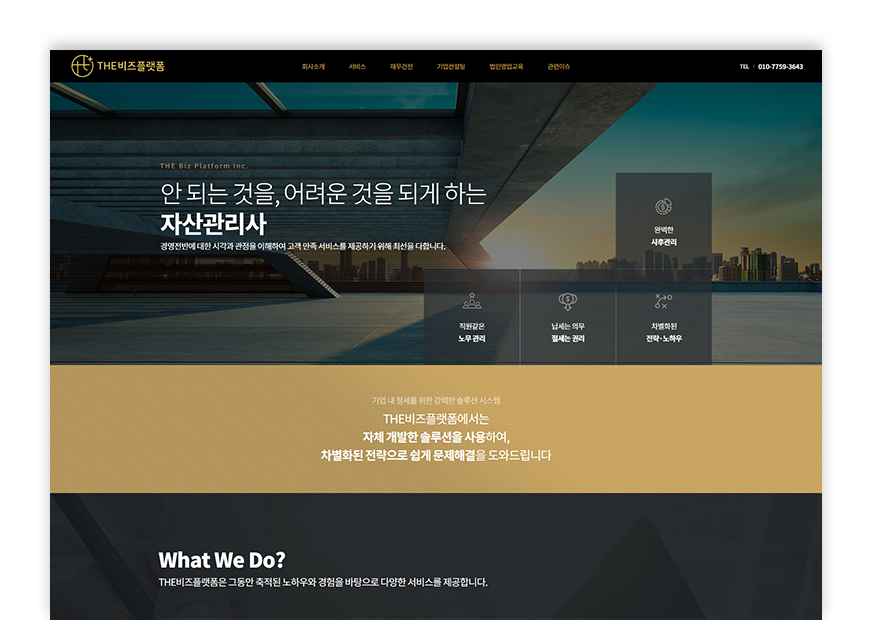 THE비즈플랫폼
회사소개 서비스 재무컨전 기업컨설팅 법인영업교육 관련이슈
TEL | 010-7759-3643
THE Biz Platform Inc.
안 되는 것을, 어려운 것을 되게 하는
자산관리사
경영전반에 대한 시각과 관점을 이해하여 고객 만족 서비스를 제공하기 위해 최선을 다합니다.
완벽한
사후관리
직원같은
노무 관리
납세는 의무
절세는 권리
차별화된
전략·노하우
기업 내 절세를 위한 강력한 솔루션 시스템
THE비즈플랫폼에서는
자체 개발한 솔루션을 사용하여,
차별화된 전략으로 쉽게 문제해결을 도와드립니다
What We Do?
THE비즈플랫폼은 그동안 축적된 노하우와 경험을 바탕으로 다양한 서비스를 제공합니다.